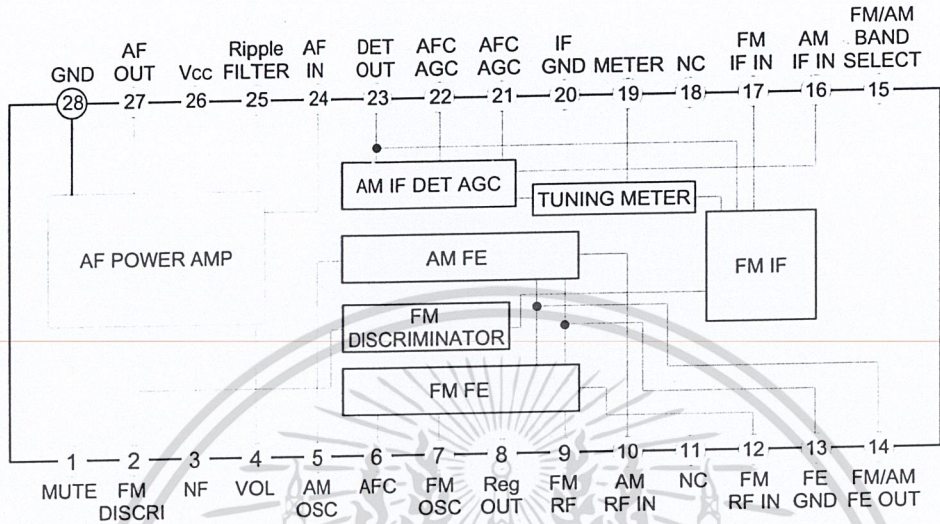 FM/AM
AF Ripple AF DET AFC AFC IF FM AM BAND
GND OUT Vcc FILTER IN OUT AGC AGC GND METER NC IF IN IF IN SELECT
28 27 26 25 24 23 22 21 20 19 18 17 16 15
AM IF DET AGC
TUNING METER
AF POWER AMP
AM FE
FM IF
FM
DISCRIMINATOR
FM FE
1 2 3 4 5 6 7 8 9 10 11 12 13 14
MUTE FM NF VOL AM AFC FM Reg FM AM NC FM FE FM/AM
DISCRI OSC OSC OUT RF RF IN RF IN GND FE OUT